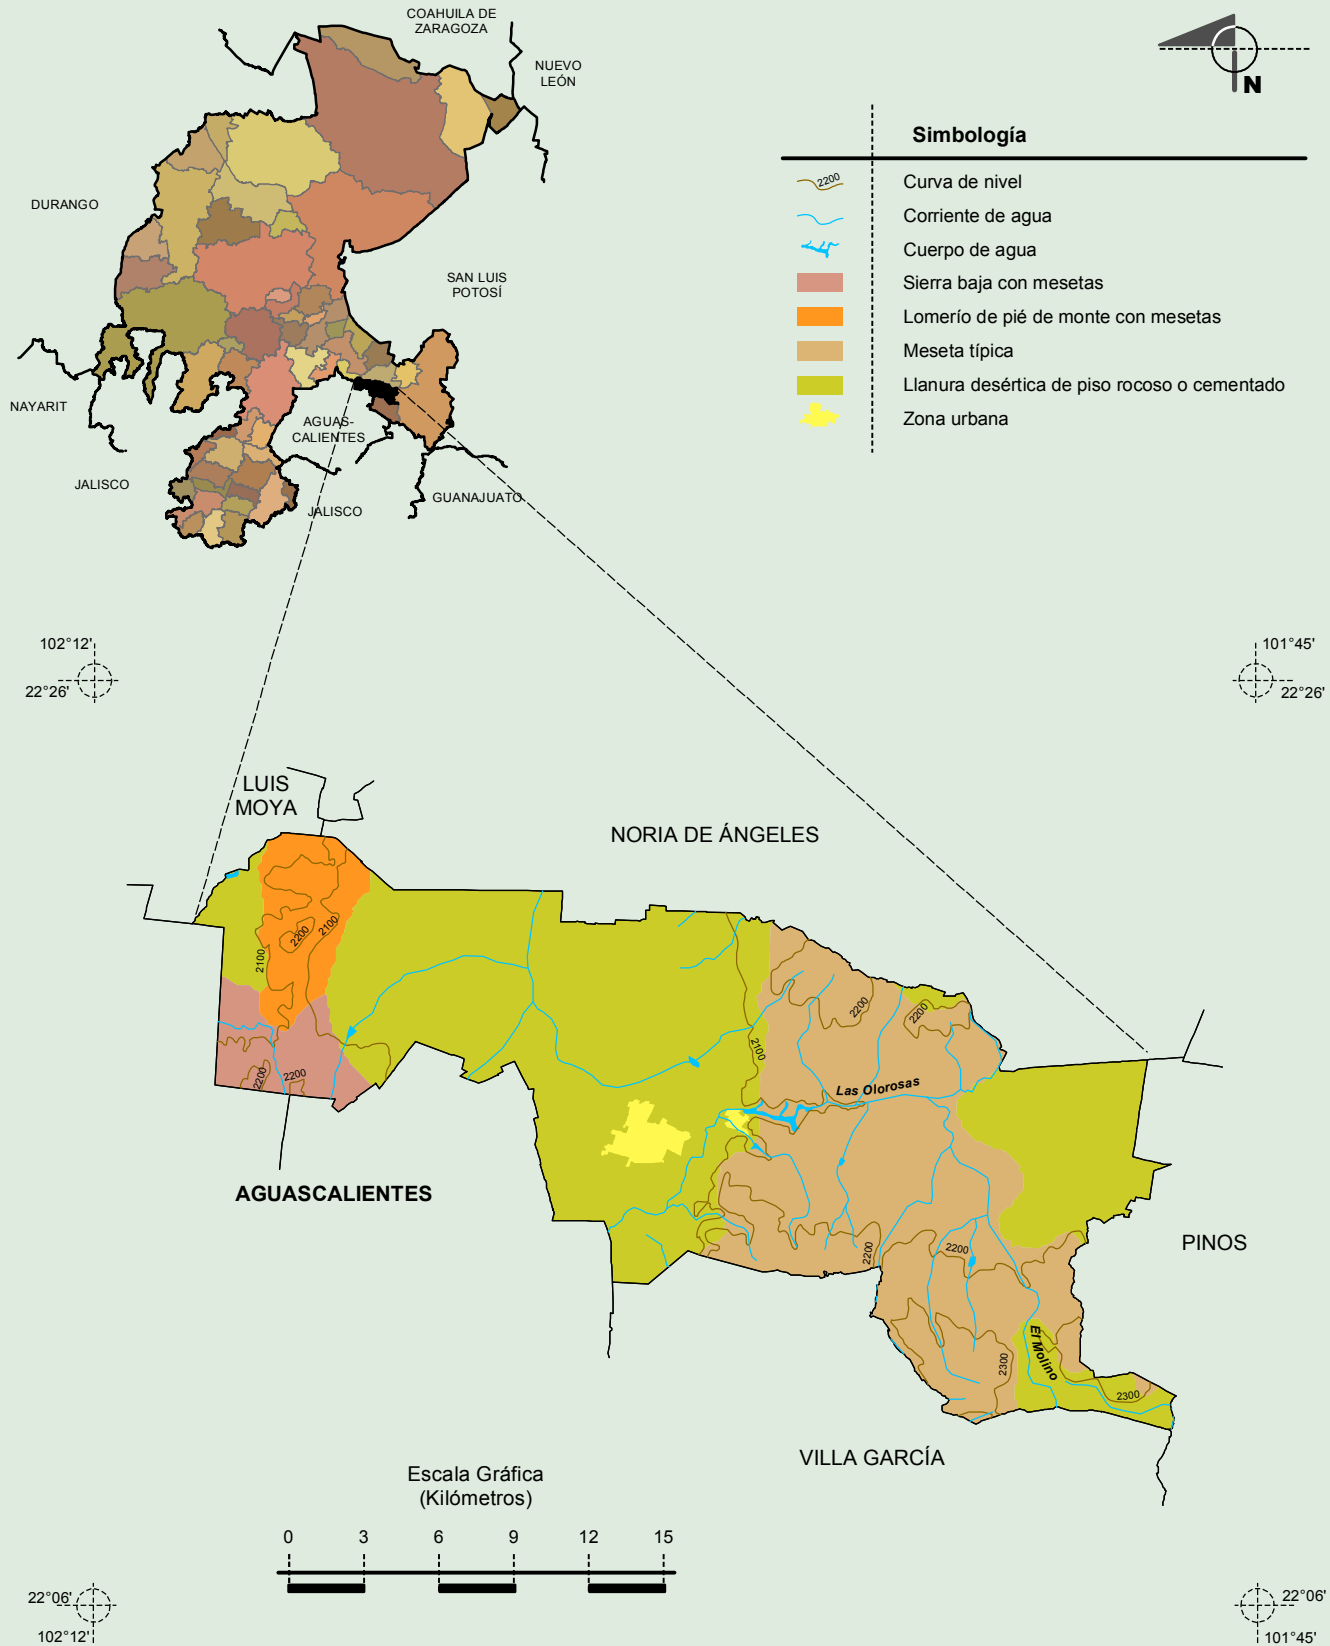 COAHUILA DE
ZARAGOZA
NUEVO
LEÓN
DURANGO
SAN LUIS
POTOSÍ
NAYARIT
AGUAS-
CALIENTES
JALISCO
JALISCO
GUANAJUATO
N
Simbología
2200
Curva de nivel
Corriente de agua
Cuerpo de agua
Sierra baja con mesetas
Lomerío de pié de monte con mesetas
Meseta típica
Llanura desértica de piso rocoso o cementado
Zona urbana
102°12'
22°26'
101°45'
22°26'
LUIS
MOYA
NORIA DE ÁNGELES
2200
2100
2100
2200
2200
2100
2200
2200
Las Olorosas
AGUASCALIENTES
PINOS
2200
2200
2300
El Molino
2300
VILLA GARCÍA
Escala Gráfica
(Kilómetros)
0 3 6 9 12 15
22°06'
102°12'
22°06'
101°45'